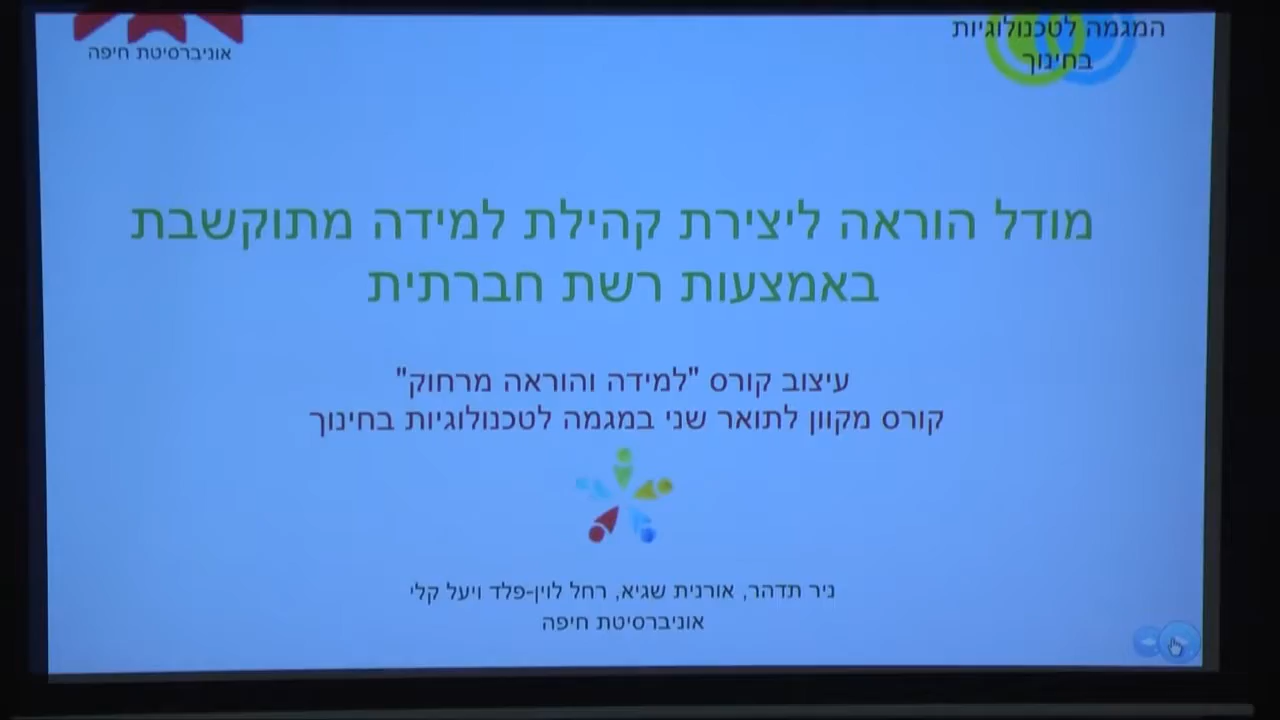 המגמה לטכנולוגיות
בחינוך
אוניברסיטת חיפה
מודל הוראה ליצירת קהילת למידה מתוקשבת
באמצעות רשת חברתית
עיצוב קורס "למידה והוראה מרחוק"
קורס מקוון לתואר שני במגמה לטכנולוגיות בחינוך
ניר תדהר, אורנית שגיא, רחל לוין-פלד ויעל קלי
אוניברסיטת חיפה